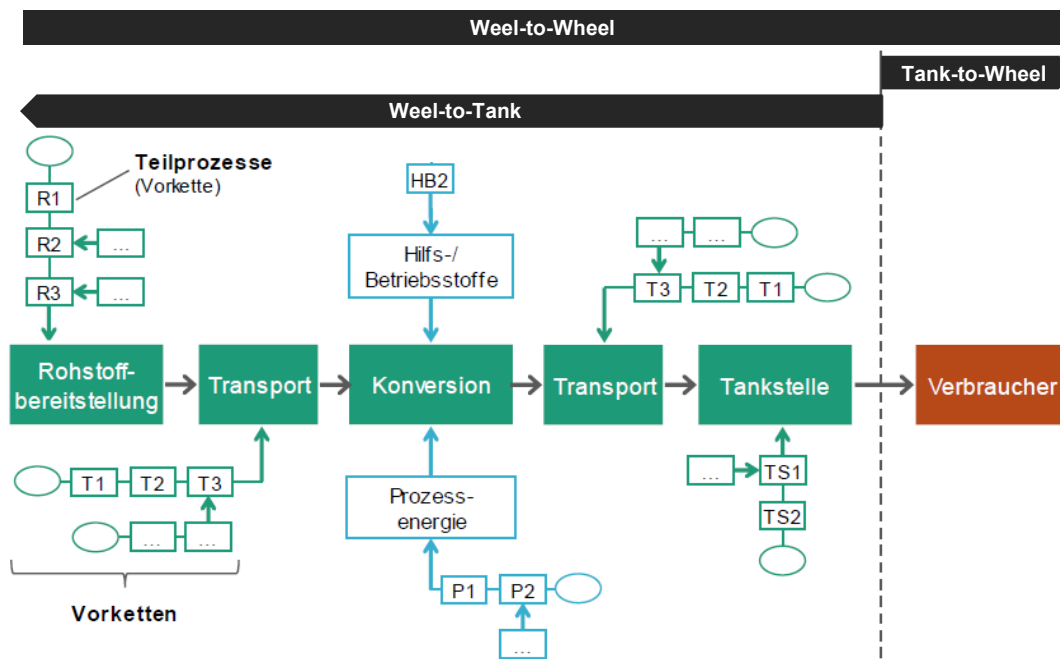 Weel-to-Wheel
Tank-to-Wheel
Weel-to-Tank
Teilprozesse
(Vorkette)
R1
R2
...
R3
...
HB2
Hilfs-/
Betriebsstoffe
...
...
T3
T2
T1
Rohstoff-
bereitstellung
Transport
Konversion
Transport
Tankstelle
Verbraucher
T1
T2
T3
...
...
Vorketten
Prozess-
energie
P1
P2
...
...
TS1
TS2